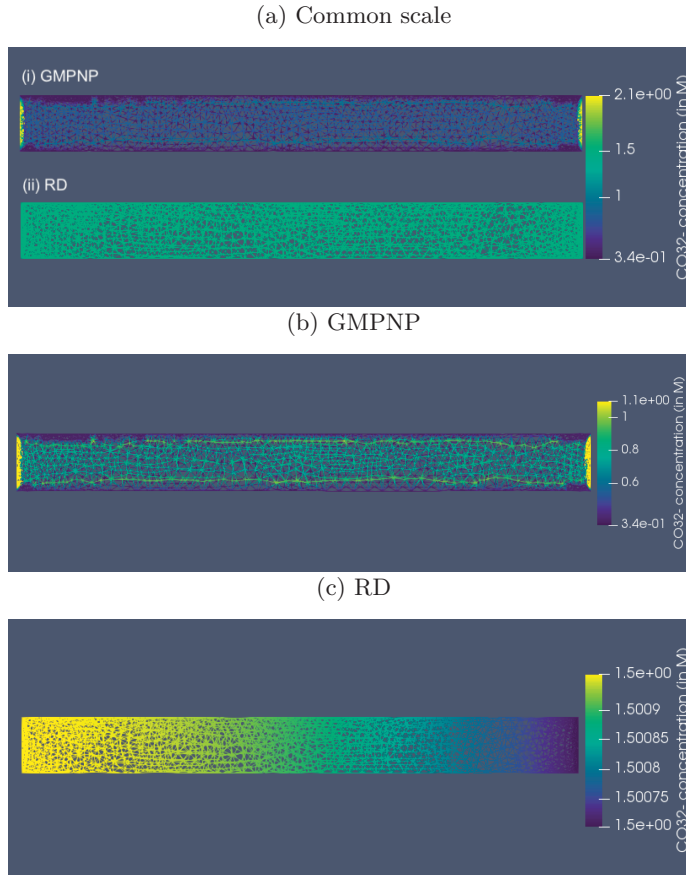 (a) Common scale
(i) GMPNP
2.1e+00
1.5
1
3.4e-01
CO32- concentration (in M)
(ii) RD
(b) GMPNP
1.1e+00
1
0.8
0.6
3.4e-01
CO32- concentration (in M)
(c) RD
1.5e+00
1.5009
1.50085
1.5008
1.50075
1.5e+00
CO32- concentration (in M)